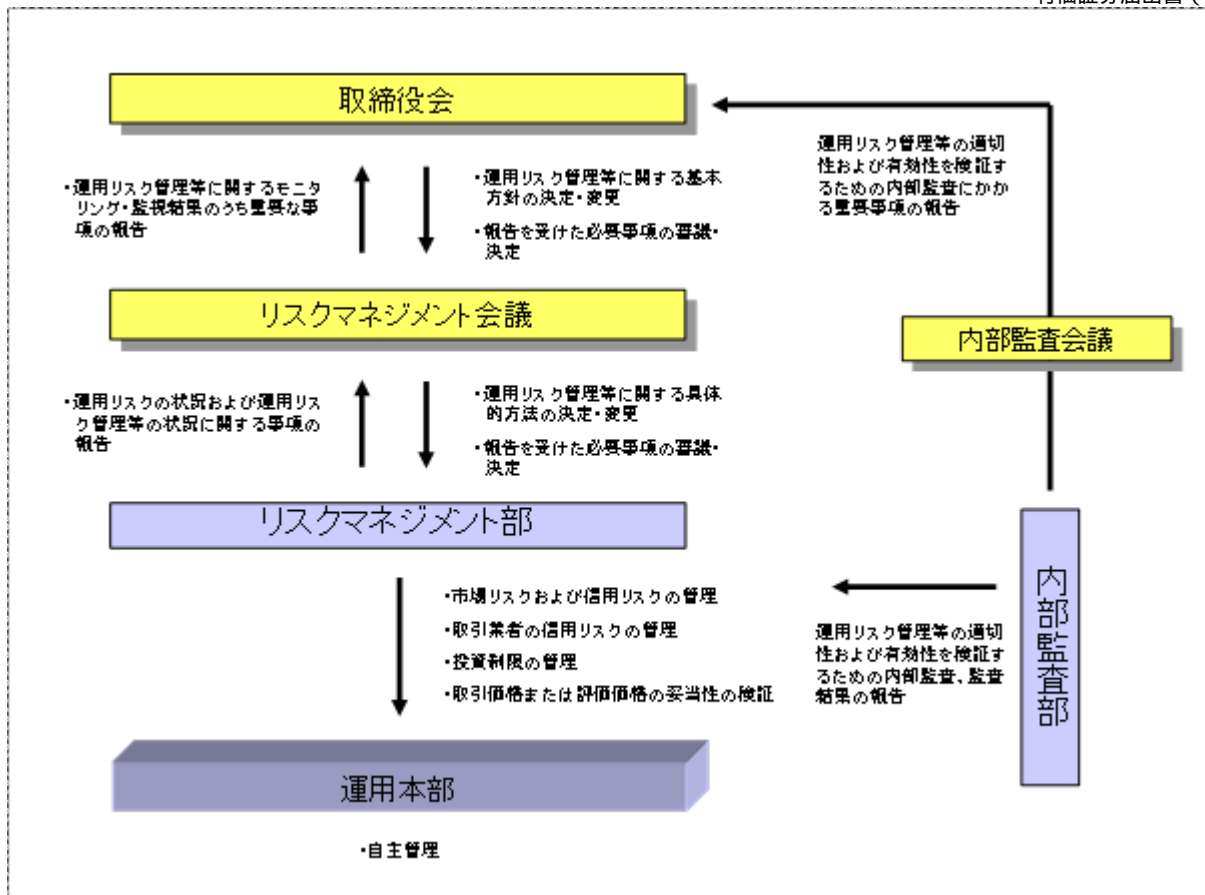 取締役会
運用リスク管理等の適切
性および有効性を検証す
るための内部監査にかか
る重要事項の報告
・運用リスク管理等に関するモニタ
リング・監視結果のうち重要な事
項の報告
・運用リスク管理等に関する基本
方針の決定・変更
・報告を受けた必要事項の審議・
決定
リスクマネジメント会議
内部監査会議
・運用リスクの状況および運用リス
ク管理等の状況に関する事項の
報告
・運用リスク管理等に関する具体
的方法の決定・変更
・報告を受けた必要事項の審議・
決定
リスクマネジメント部
内部監査部
・市場リスクおよび信用リスクの管理
・取引業者の信用リスクの管理
・投資制限の管理
・取引価格または評価価格の妥当性の検証
運用リスク管理等の適切
性および有効性を検証す
るための内部監査、監査
結果の報告
運用本部
・自主管理